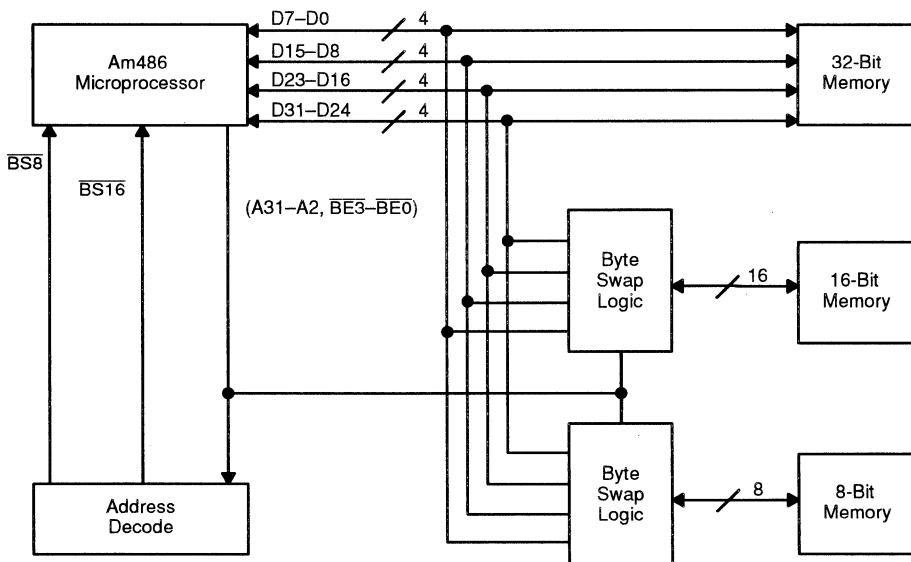 D7–D0 4
D15–D8 4
D23–D16 4
D31–D24 4
Am486
Microprocessor
32-Bit
Memory
BS8
BS16
(A31–A2, BE3–BE0)
Byte
Swap
Logic
16
16-Bit
Memory
Address
Decode
Byte
Swap
Logic
8
8-Bit
Memory